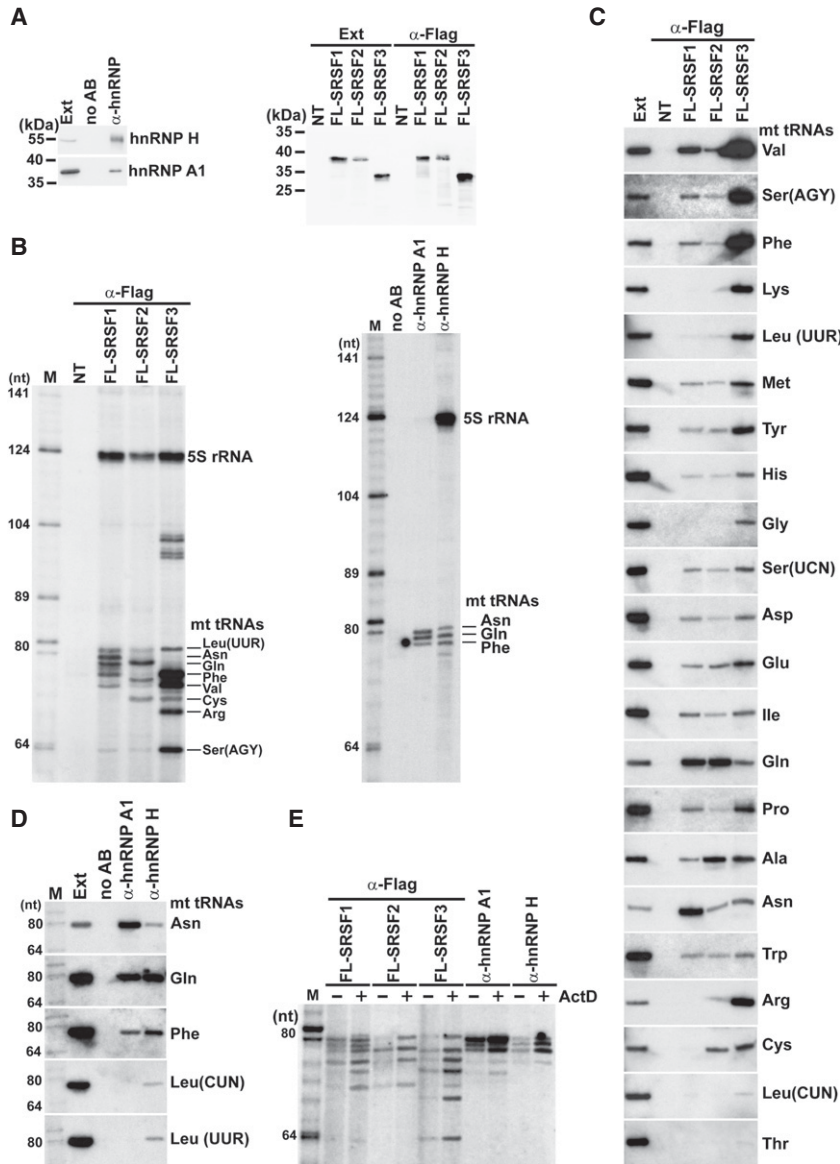 A
Ext
no AB
α-hnRNP
(kDa)
55
hnRNP H
40
35
hnRNP A1
Ext
α-Flag
NT
FL-SRSF1
FL-SRSF2
FL-SRSF3
NT
FL-SRSF1
FL-SRSF2
FL-SRSF3
(kDa)
35
40
35
25
B
α-Flag
(nt)
M
NT
FL-SRSF1
FL-SRSF2
FL-SRSF3
141
124
5S rRNA
104
89
mt tRNAs
80
Leu(UUR)
Asn
Gln
Phe
Val
Cys
Arg
64
Ser(AGY)
(nt)
M
no AB
α-hnRNP A1
α-hnRNP H
141
124
5S rRNA
104
89
mt tRNAs
80
Asn
Gln
Phe
64
C
α-Flag
Ext
NT
FL-SRSF1
FL-SRSF2
FL-SRSF3
mt tRNAs
Val
Ser(AGY)
Phe
Lys
Leu (UUR)
Met
Tyr
His
Gly
Ser(UCN)
Asp
Glu
Ile
Gln
Pro
Ala
Asn
Trp
Arg
Cys
Leu(CUN)
Thr
D
(nt)
M
Ext
no AB
α-hnRNP A1
α-hnRNP H
mt tRNAs
80
Asn
64
80
Gln
64
80
Phe
64
80
Leu(CUN)
64
80
Leu (UUR)
E
α-Flag
FL-SRSF1
FL-SRSF2
FL-SRSF3
α-hnRNP A1
α-hnRNP H
(nt)
M
− + − + − + − + − + ActD
80
64